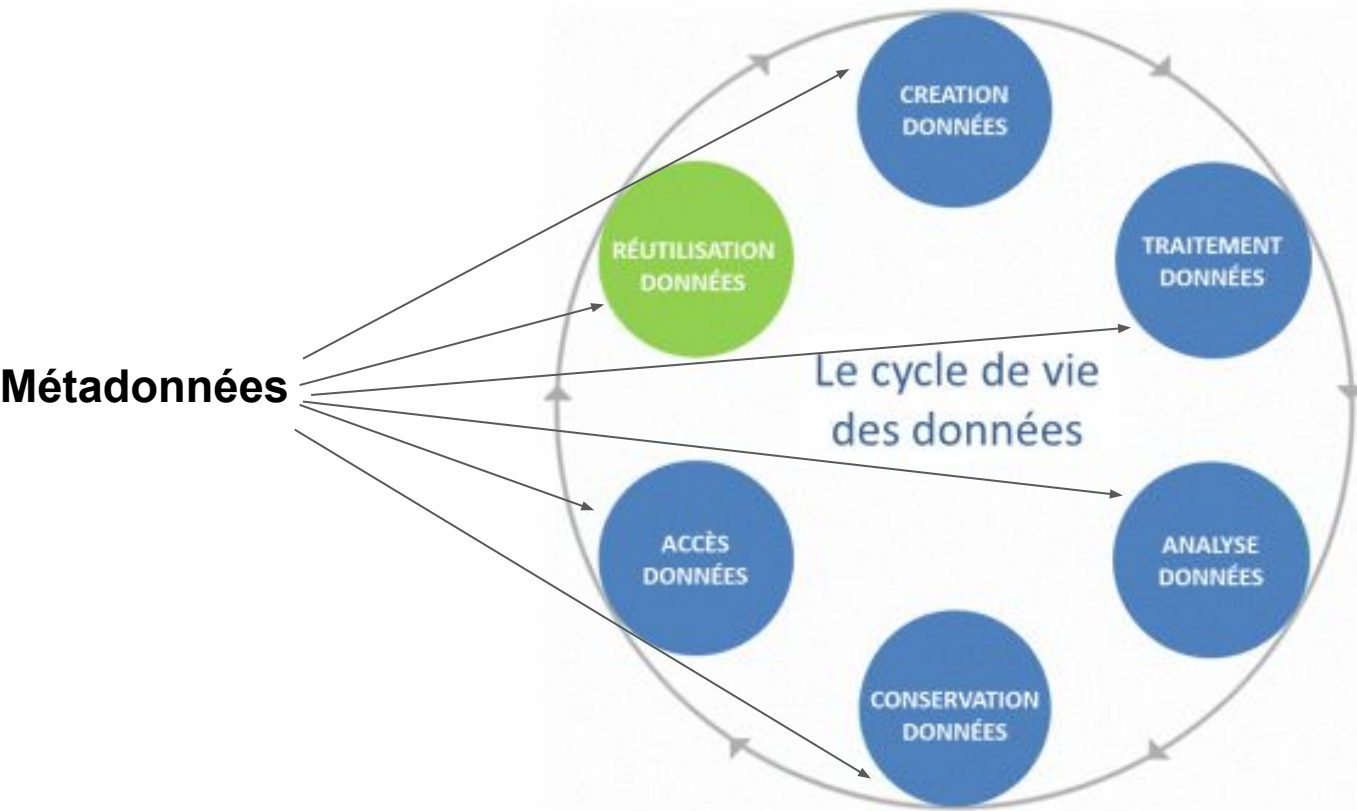 Métadonnées
CREATION
DONNÉES
TRAITEMENT
DONNÉES
ANALYSE
DONNÉES
CONSERVATION
DONNÉES
ACCÈS
DONNÉES
RÉUTILISATION
DONNÉES
Le cycle de vie
des données